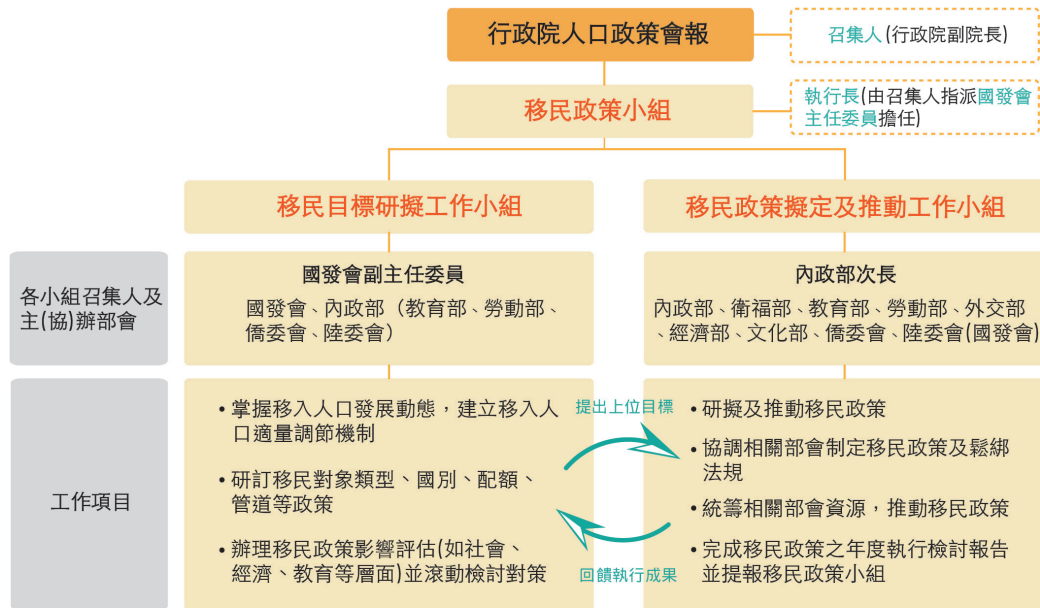 行政院人口政策會報
召集人(行政院副院長)
移民政策小組
執行長(由召集人指派國發會
主任委員擔任)
移民目標研擬工作小組
移民政策擬定及推動工作小組
各小組召集人及
主(協)辦部會
國發會副主任委員
國發會、內政部（教育部、勞動部、
僑委會、陸委會）
內政部次長
內政部、衛福部、教育部、勞動部、外交部
、經濟部、文化部、僑委會、陸委會(國發會)
工作項目
• 掌握移入人口發展動態，建立移入人
口適量調節機制
• 研訂移民對象類型、國別、配額、
管道等政策
• 辦理移民政策影響評估(如社會、
經濟、教育等層面)並滾動檢討對策
提出上位目標
回饋執行成果
• 研擬及推動移民政策
• 協調相關部會制定移民政策及鬆綁
法規
• 統籌相關部會資源，推動移民政策
• 完成移民政策之年度執行檢討報告
並提報移民政策小組